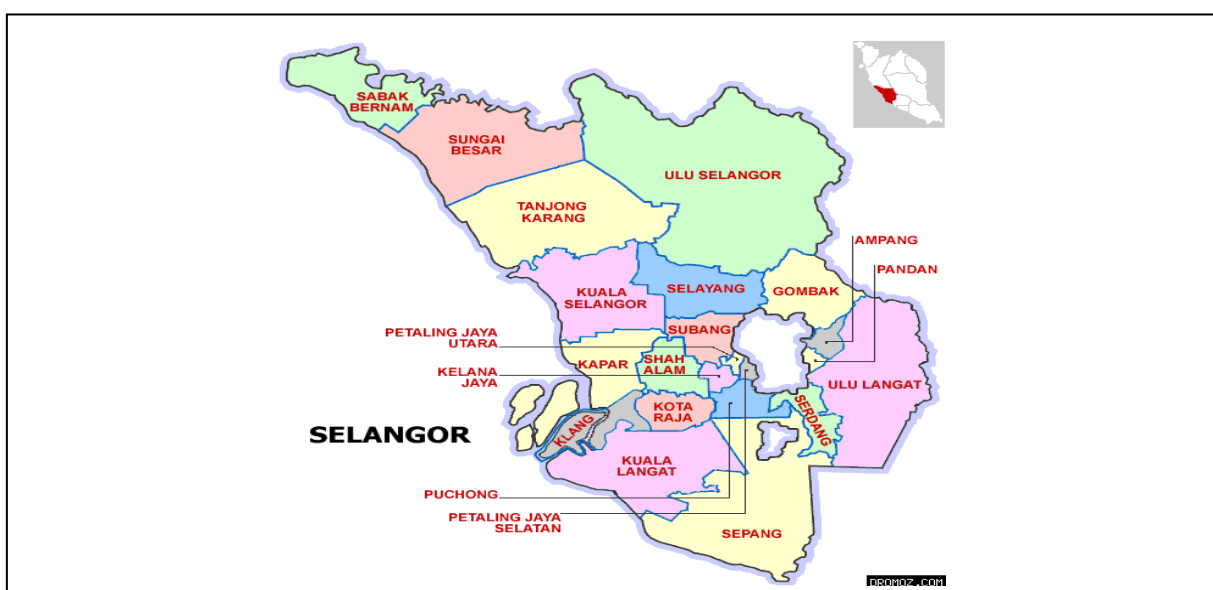 SABAK
BERNAM
SUNGAI
BESAR
ULU SELANGOR
TANJONG
KARANG
AMPANG
PANDAN
GOMBAK
SELAYANG
KUALA
SELANGOR
PETALING JAYA
UTARA
SUBANG
KELANA
JAYA
KAPAR
SHAH
ALAM
ULU LANGAT
SERDANG
KOTA
RAJA
KLANG
SELANGOR
KUALA
LANGAT
PUCHONG
PETALING JAYA
SELATAN
SEPANG
DROMOZ.COM